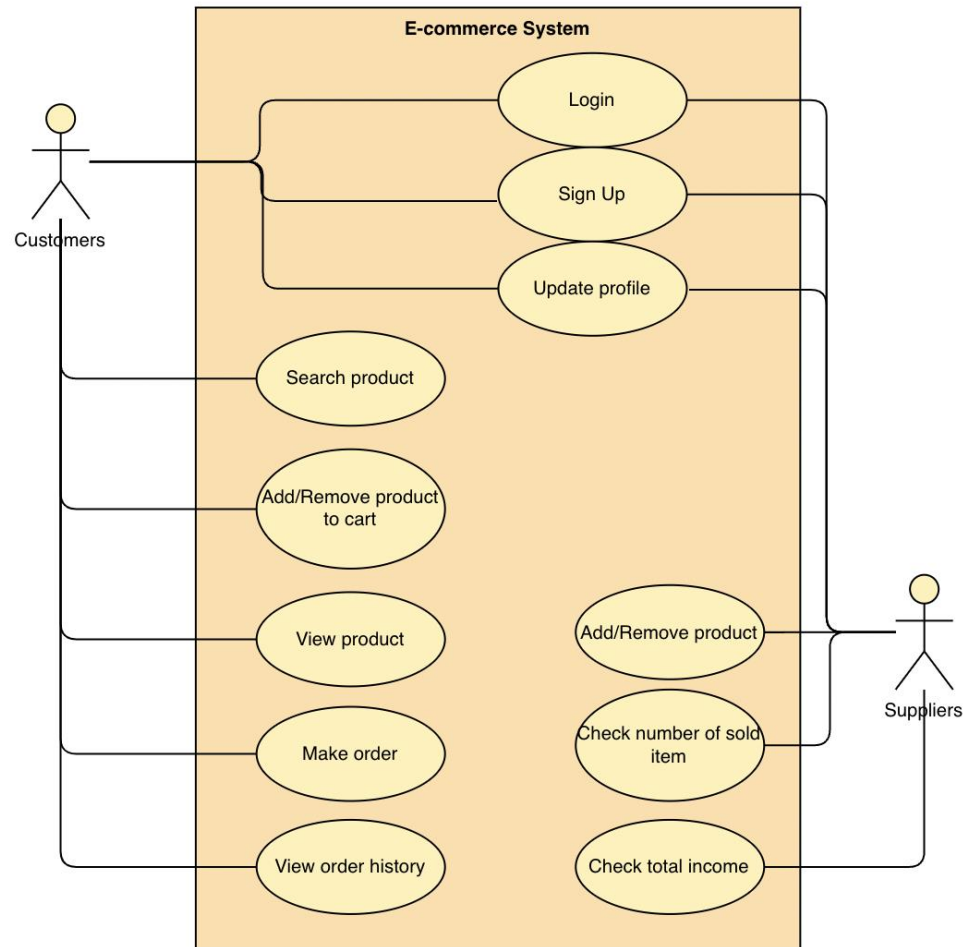 E-commerce System
Login
Sign Up
Customers
Update profile
Search product
Add/Remove product
to cart
View product
Add/Remove product
Suppliers
Check number of sold
item
Make order
View order history
Check total income